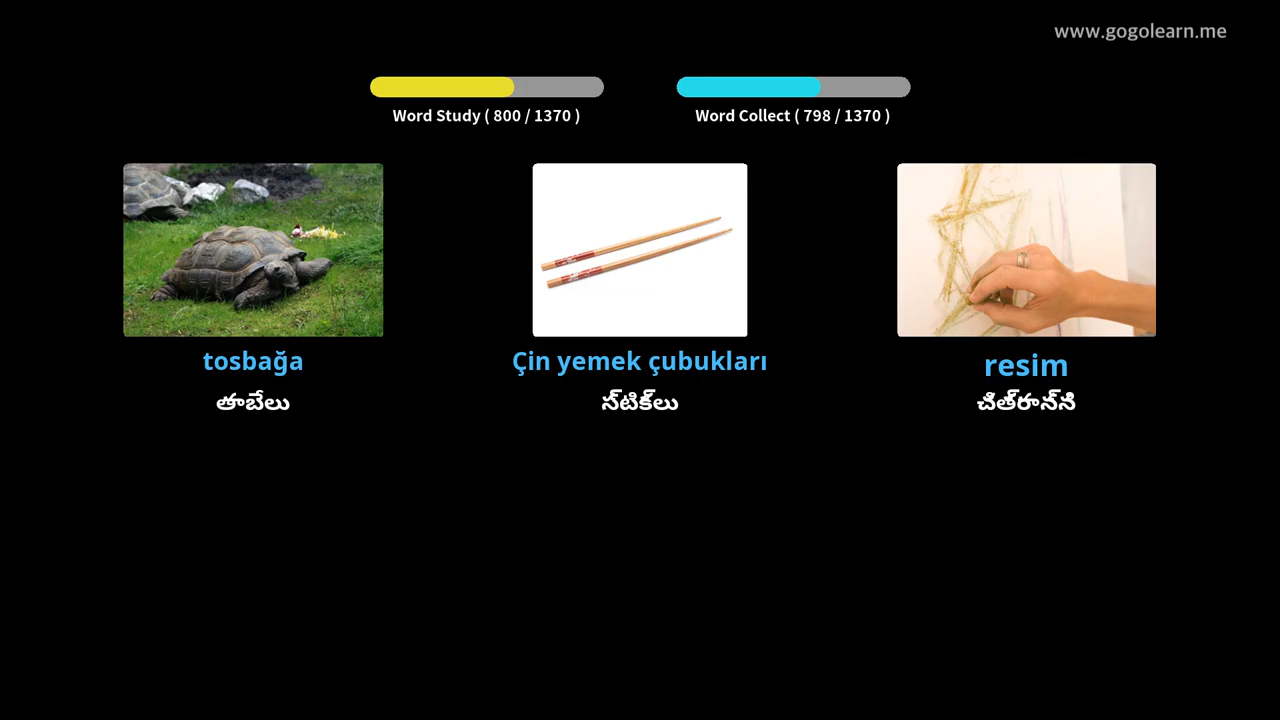 www.gogolearn.me
Word Study ( 800 / 1370 )
Word Collect ( 798 / 1370 )
tosbağa
Çin yemek çubukları
resim
తాబేలు
స్టిక్‌లు
చిత్రాన్ని